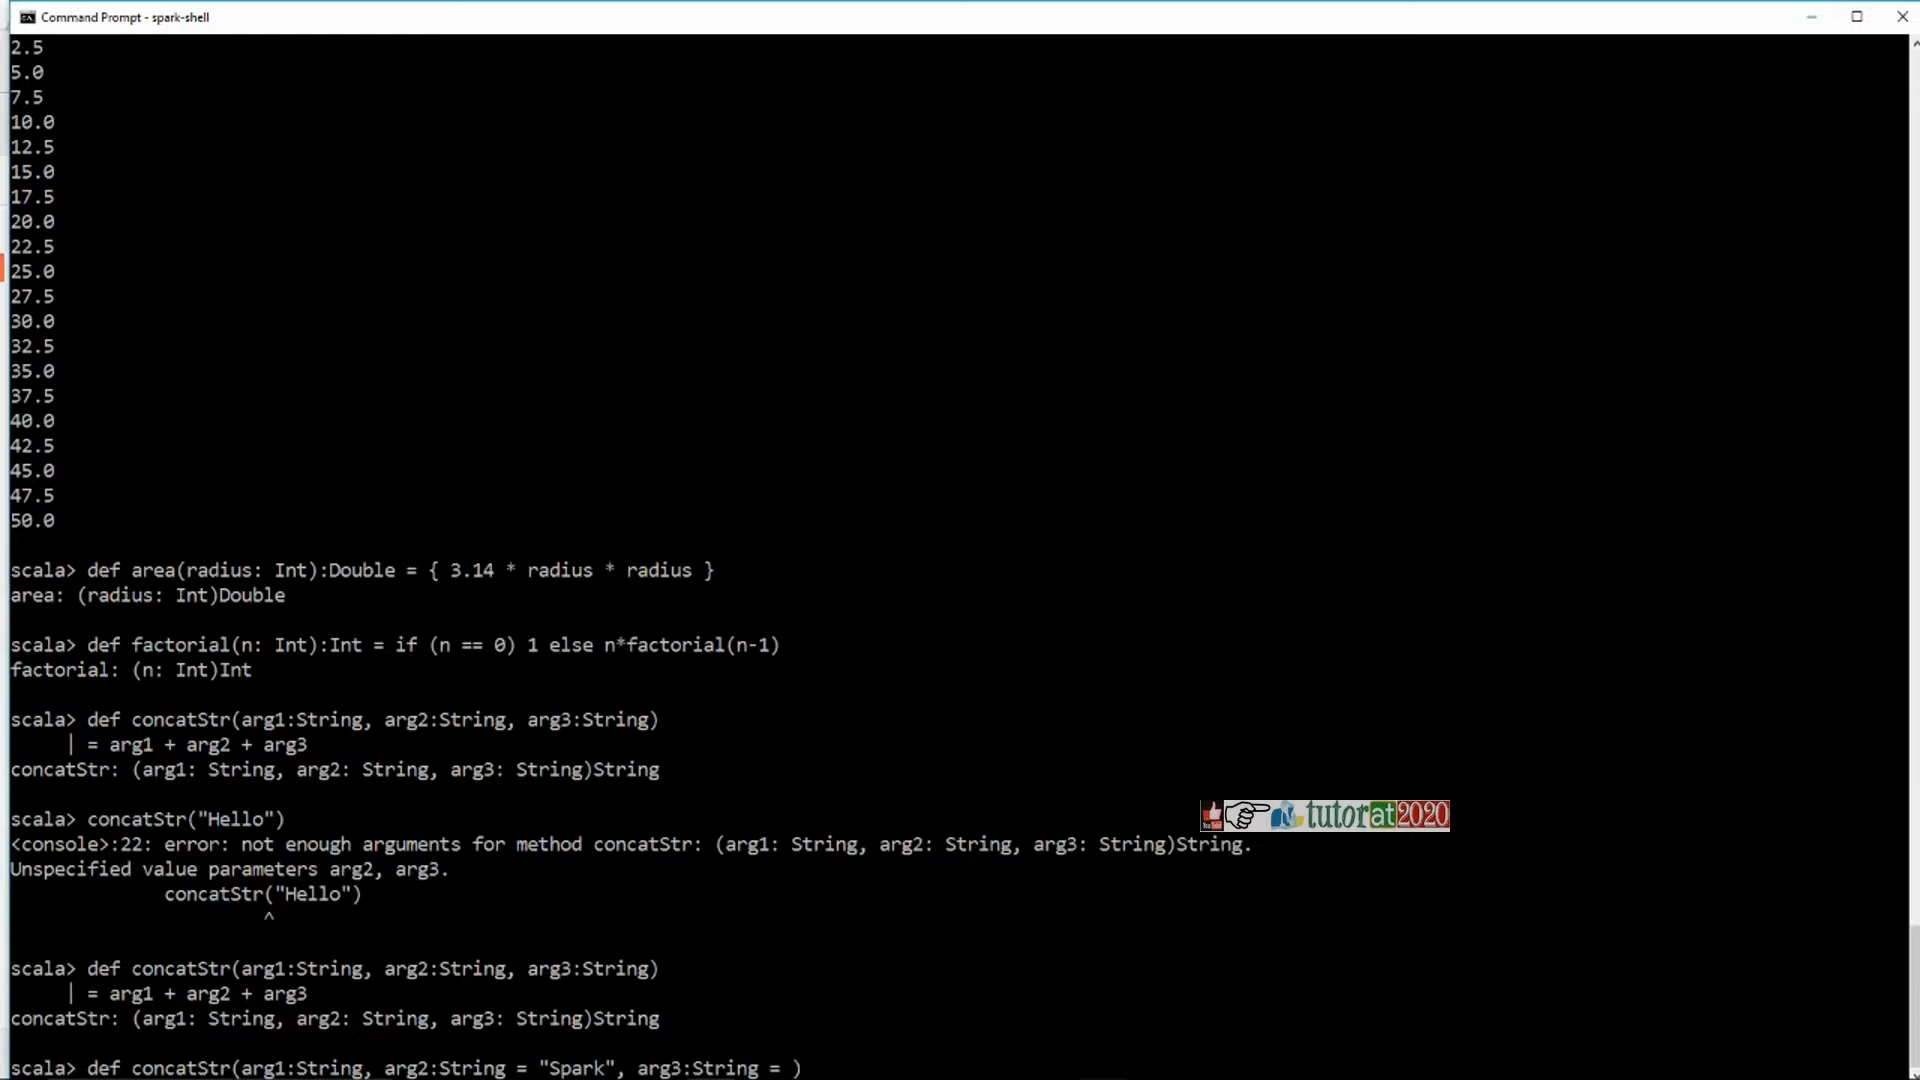 Command Prompt - spark-shell
2.5
5.0
7.5
10.0
12.5
15.0
17.5
20.0
22.5
25.0
27.5
30.0
32.5
35.0
37.5
40.0
42.5
45.0
47.5
50.0
scala> def area(radius: Int):Double = { 3.14 * radius * radius }
area: (radius: Int)Double
scala> def factorial(n: Int):Int = if (n == 0) 1 else n*factorial(n-1)
factorial: (n: Int)Int
scala> def concatStr(arg1:String, arg2:String, arg3:String)
     | = arg1 + arg2 + arg3
concatStr: (arg1: String, arg2: String, arg3: String)String
scala> concatStr("Hello")
tutorat2020
<console>:22: error: not enough arguments for method concatStr: (arg1: String, arg2: String, arg3: String)String.
Unspecified value parameters arg2, arg3.
              concatStr("Hello")
                       ^
scala> def concatStr(arg1:String, arg2:String, arg3:String)
     | = arg1 + arg2 + arg3
concatStr: (arg1: String, arg2: String, arg3: String)String
scala> def concatStr(arg1:String, arg2:String = "Spark", arg3:String = )